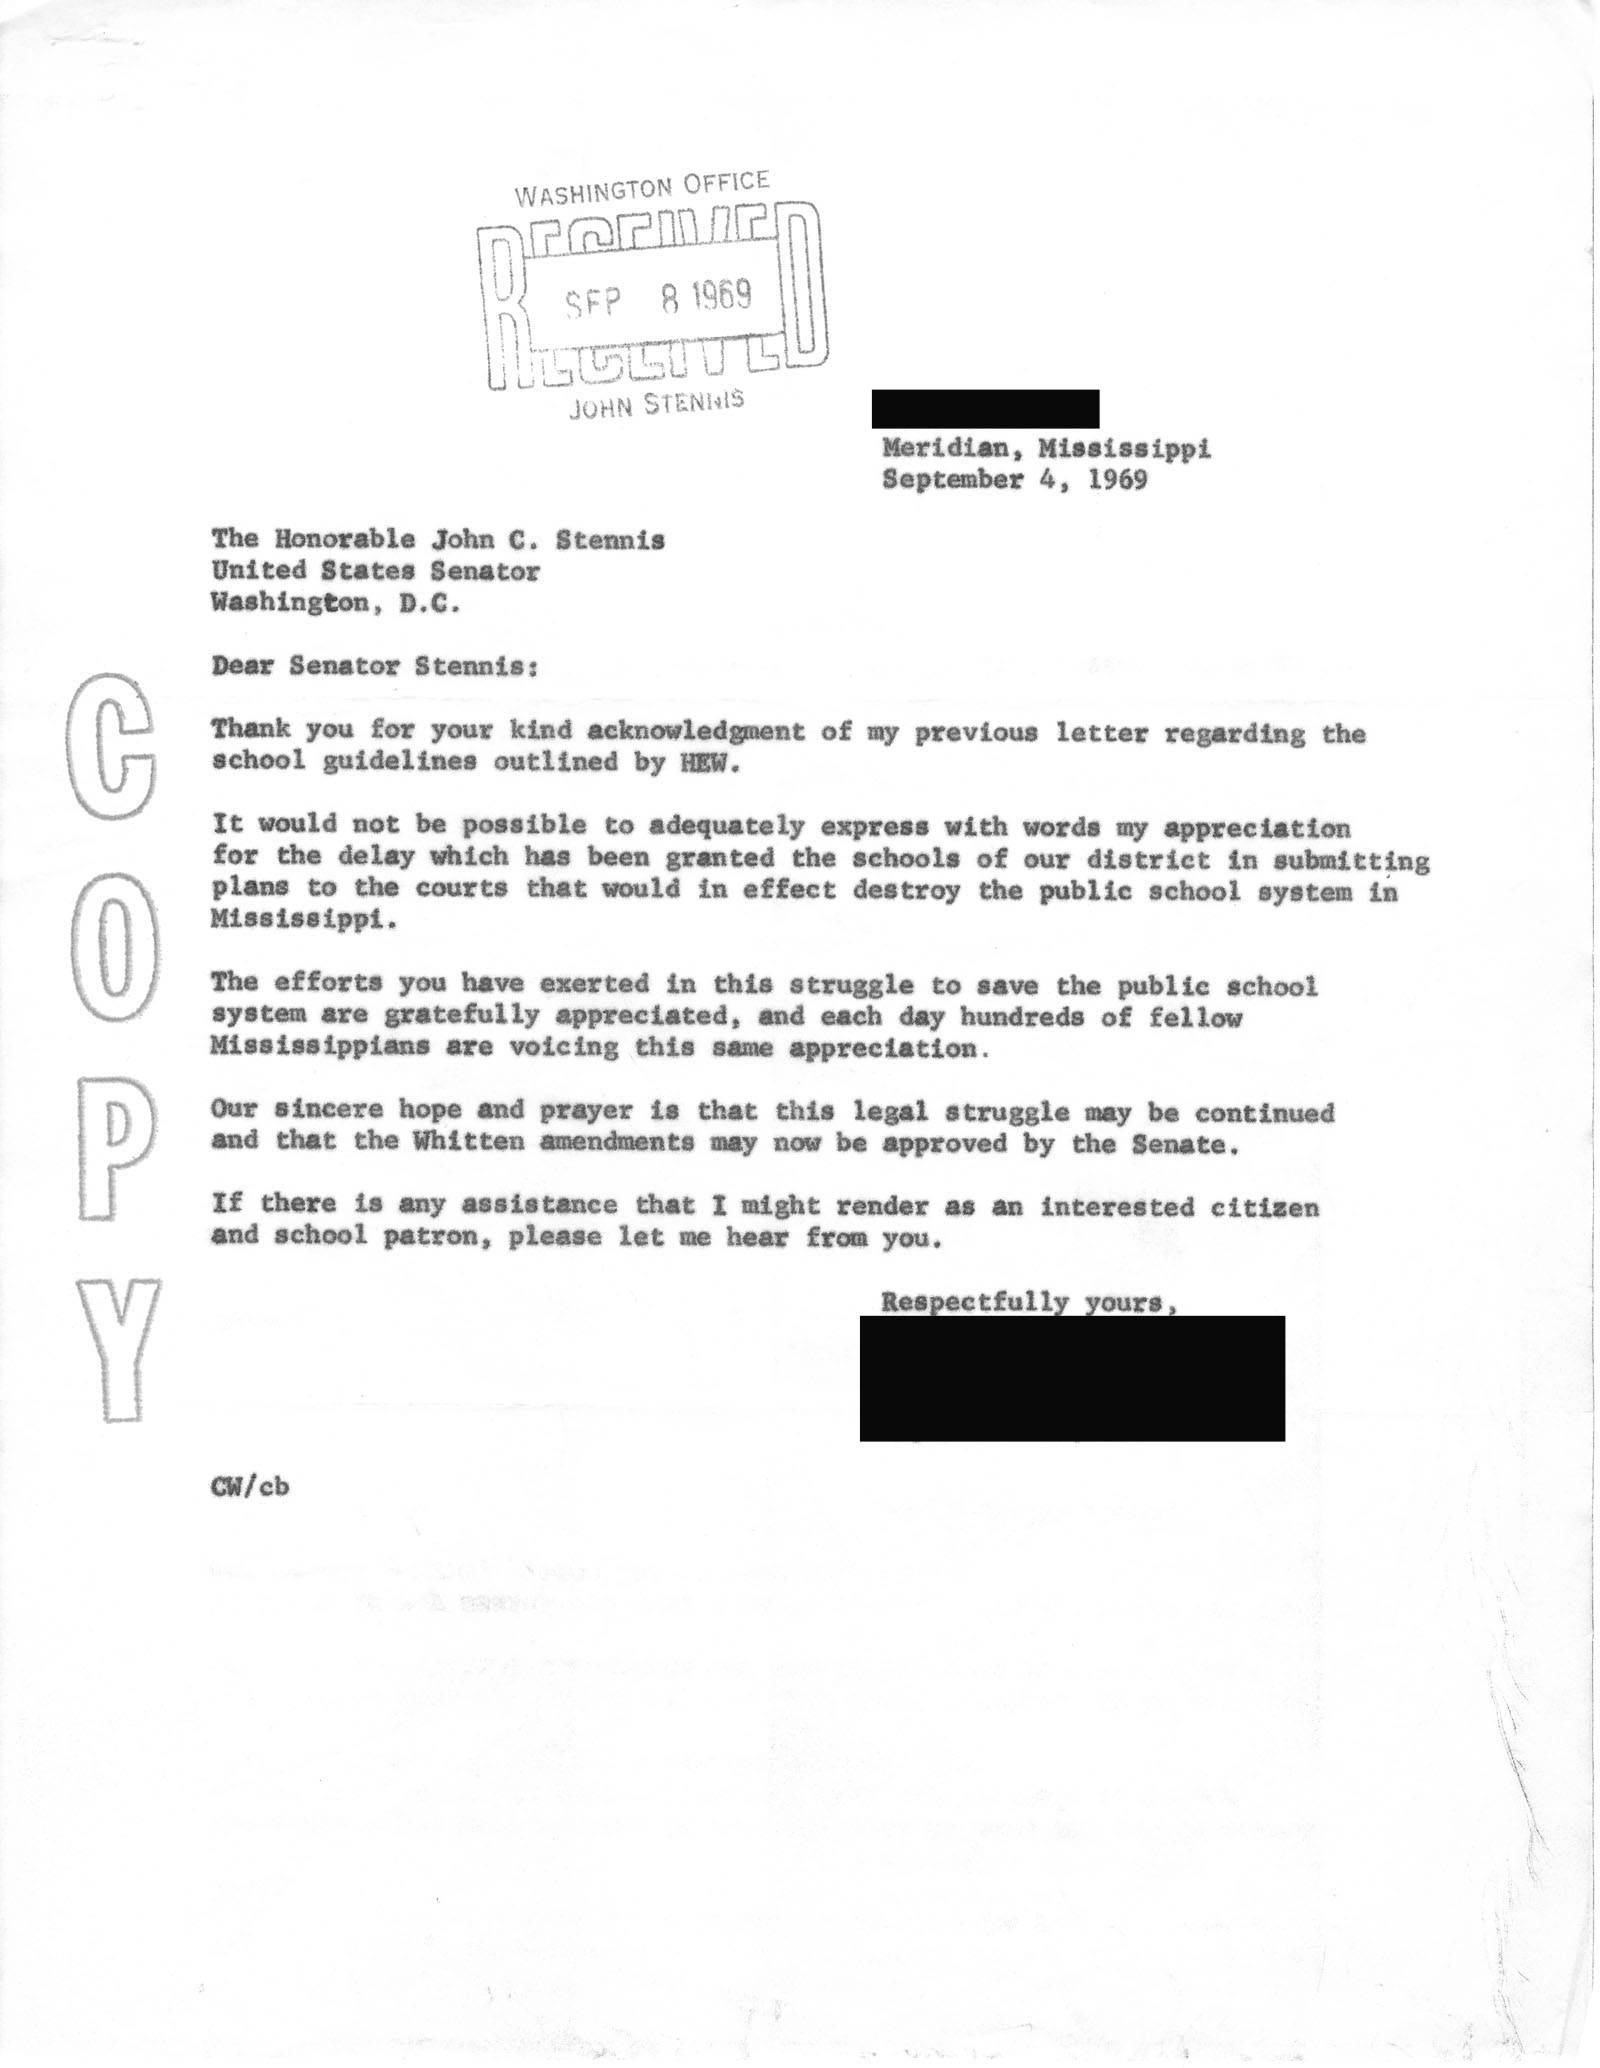 WASHINGTON OFFICE
RECEIVED
SEP 8 1969
RECEIVED
JOHN STENNIS
Meridian, Mississippi
September 4, 1969
The Honorable John C. Stennis
United States Senator
Washington, D.C.
Dear Senator Stennis:
Thank you for your kind acknowledgment of my previous letter regarding the
school guidelines outlined by HEW.
It would not be possible to adequately express with words my appreciation
for the delay which has been granted the schools of our district in submitting
plans to the courts that would in effect destroy the public school system in
Mississippi.
The efforts you have exerted in this struggle to save the public school
system are gratefully appreciated, and each day hundreds of fellow
Mississippians are voicing this same appreciation.
Our sincere hope and prayer is that this legal struggle may be continued
and that the Whitten amendments may now be approved by the Senate.
If there is any assistance that I might render as an interested citizen
and school patron, please let me hear from you.
Respectfully yours,
CW/cb
COPY